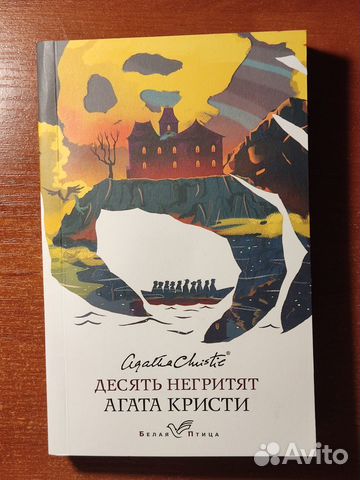 Agatha Christie®
ДЕСЯТЬ НЕГРИТЯТ
АГАТА КРИСТИ
БЕЛАЯ ПТИЦА
Avito